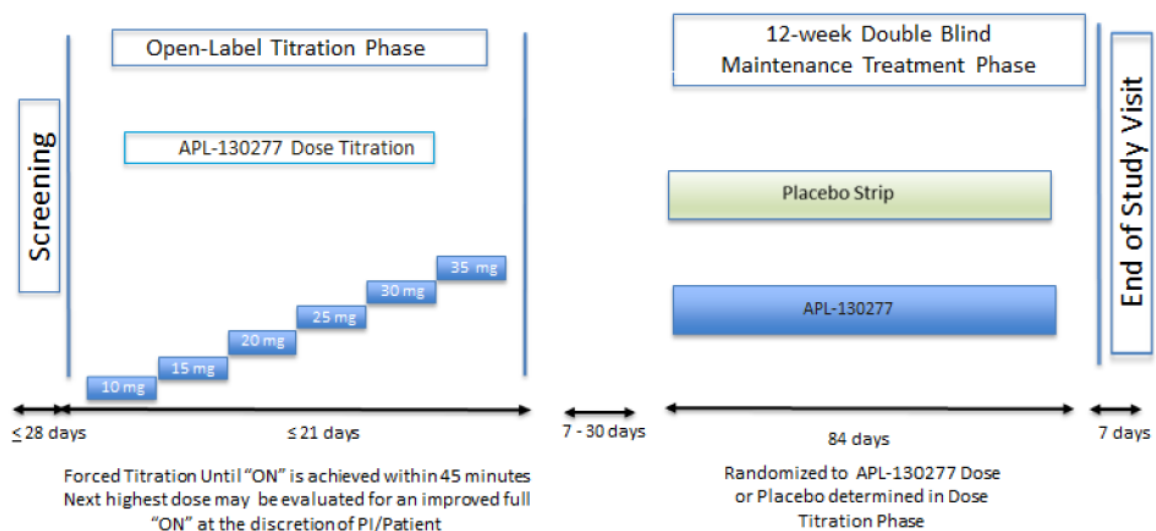 Open-Label Titration Phase
12-week Double Blind
Maintenance Treatment Phase
Screening
APL-130277 Dose Titration
Placebo Strip
End of Study Visit
35 mg
30 mg
25 mg
20 mg
15 mg
10 mg
APL-130277
≤ 28 days
≤ 21 days
7 - 30 days
84 days
7 days
Forced Titration Until “ON” is achieved within 45 minutes
Next highest dose may be evaluated for an improved full
“ON” at the discretion of PI/Patient
Randomized to APL-130277 Dose
or Placebo determined in Dose
Titration Phase